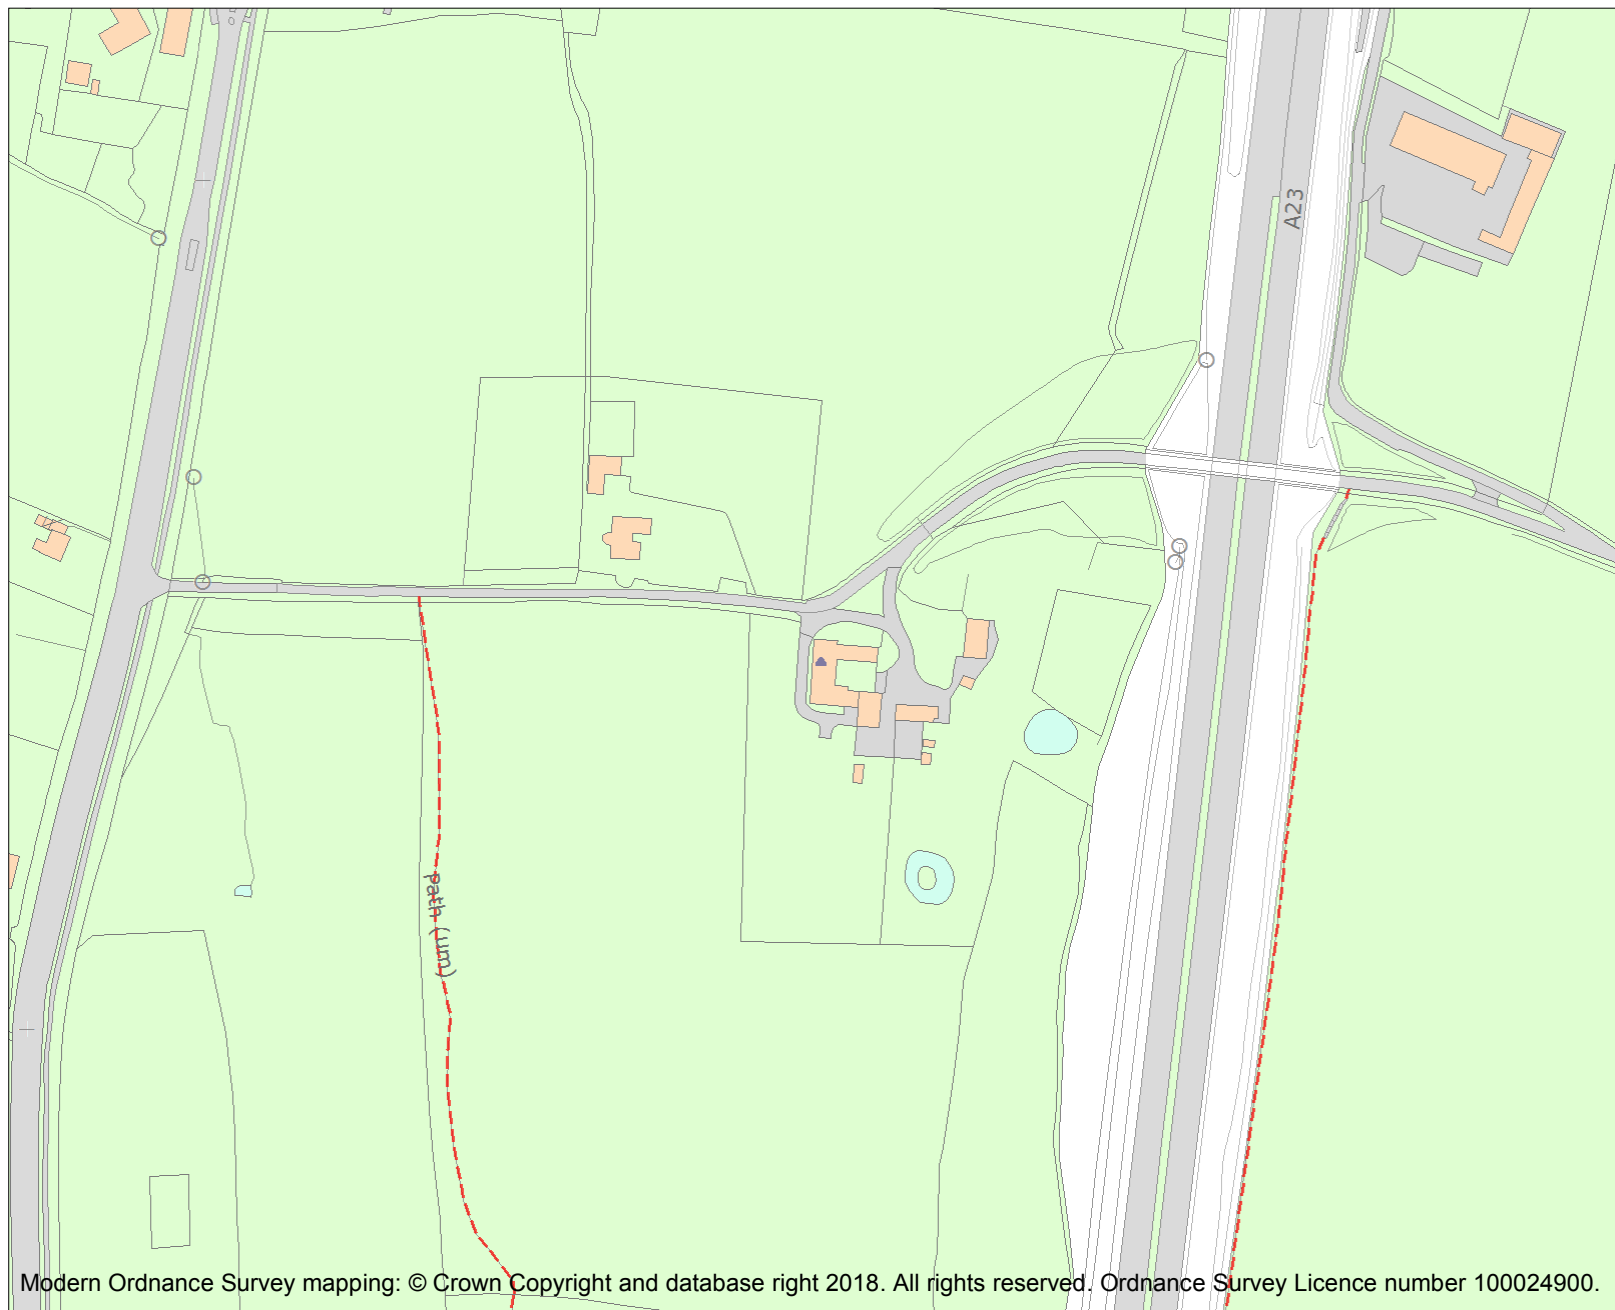 A23
path (um)
Modern Ordnance Survey mapping: © Crown Copyright and database right 2018. All rights reserved. Ordnance Survey Licence number 100024900.